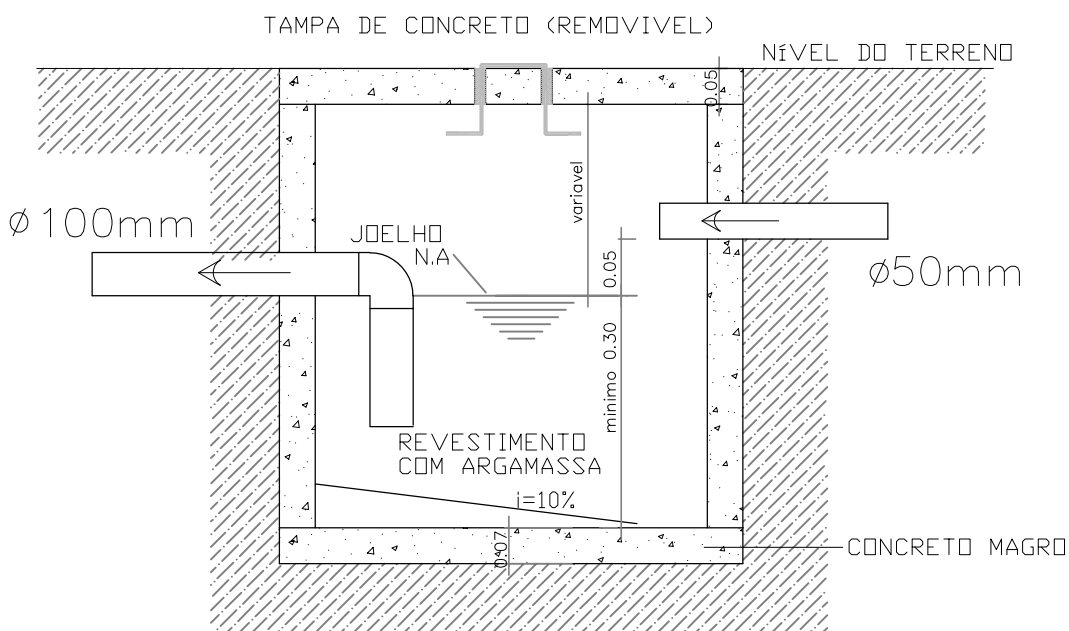 TAMPA DE CONCRETO (REMOVIVEL)
NíVEL DO TERRENO
0.05
variavel
Ø 100mm
JOELHO
N.A
0.05
Ø50mm
minimo 0.30
REVESTIMENTO
COM ARGAMASSA
i=10%
0.07
CONCRETO MAGRO